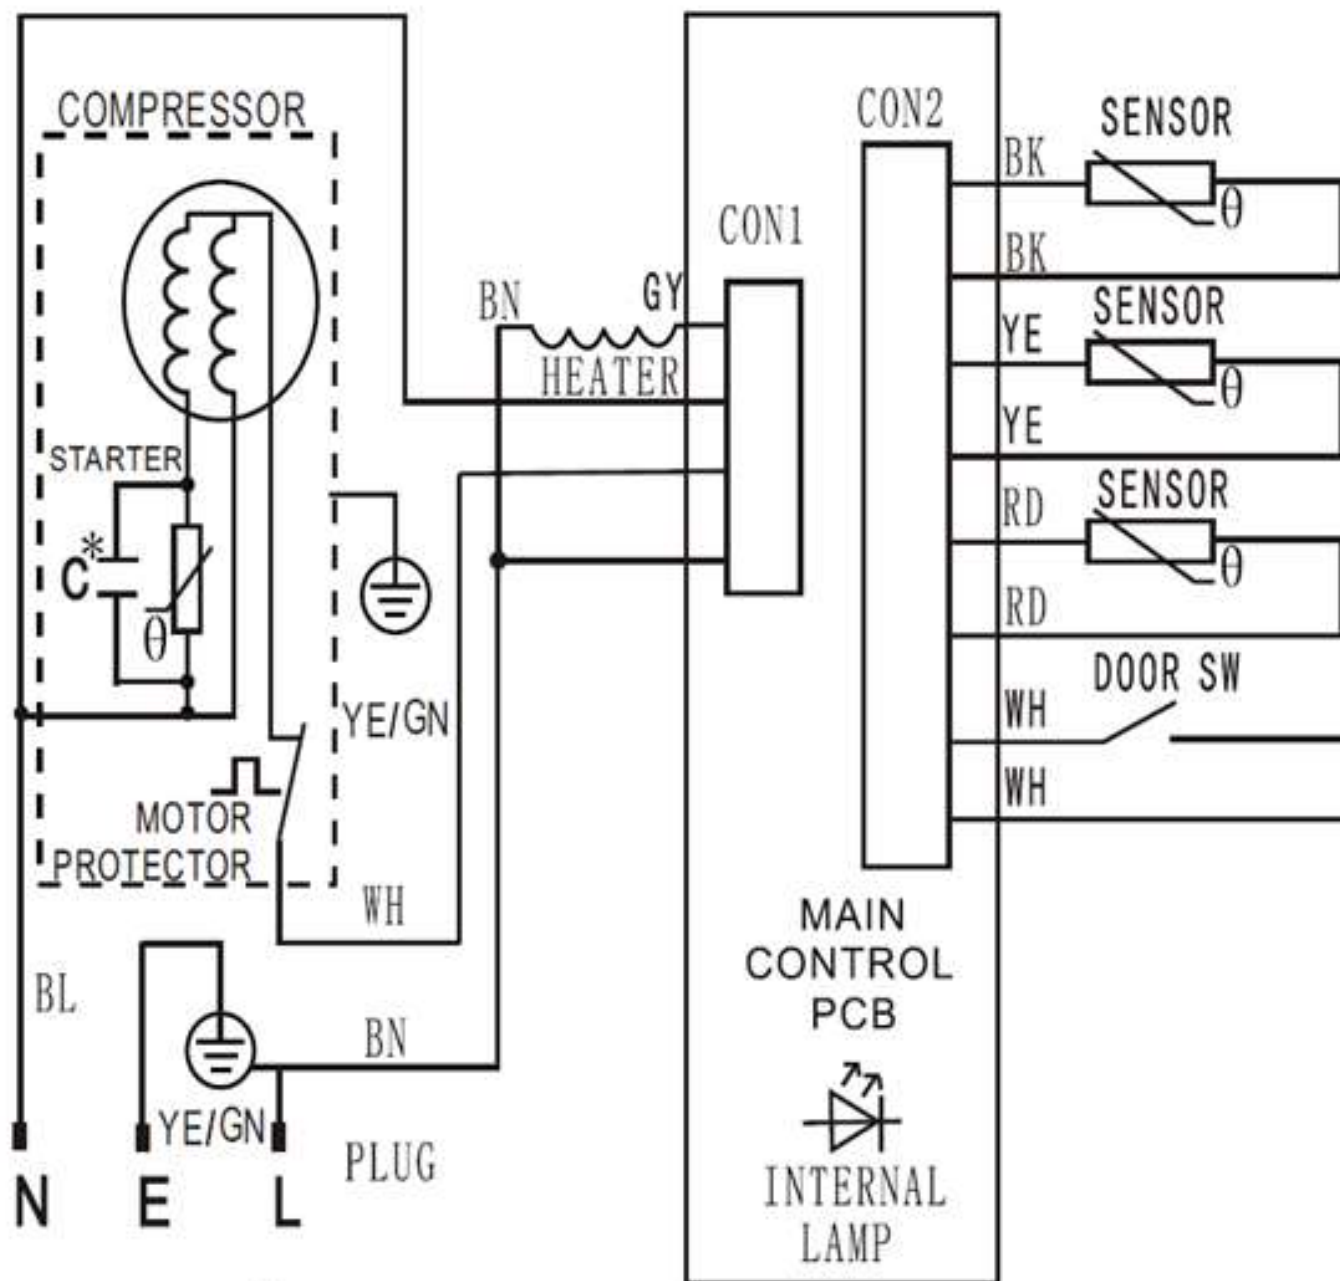 COMPRESSOR
STARTER
C*
θ
MOTOR
PROTECTOR
YE/GN
WH
BL
BN
YE/GN
PLUG
N E L
BN
GY
HEATER
CON1
CON2
MAIN
CONTROL
PCB
INTERNAL
LAMP
BK
SENSOR
θ
BK
YE
SENSOR
θ
YE
RD
SENSOR
θ
RD
DOOR SW
WH
WH